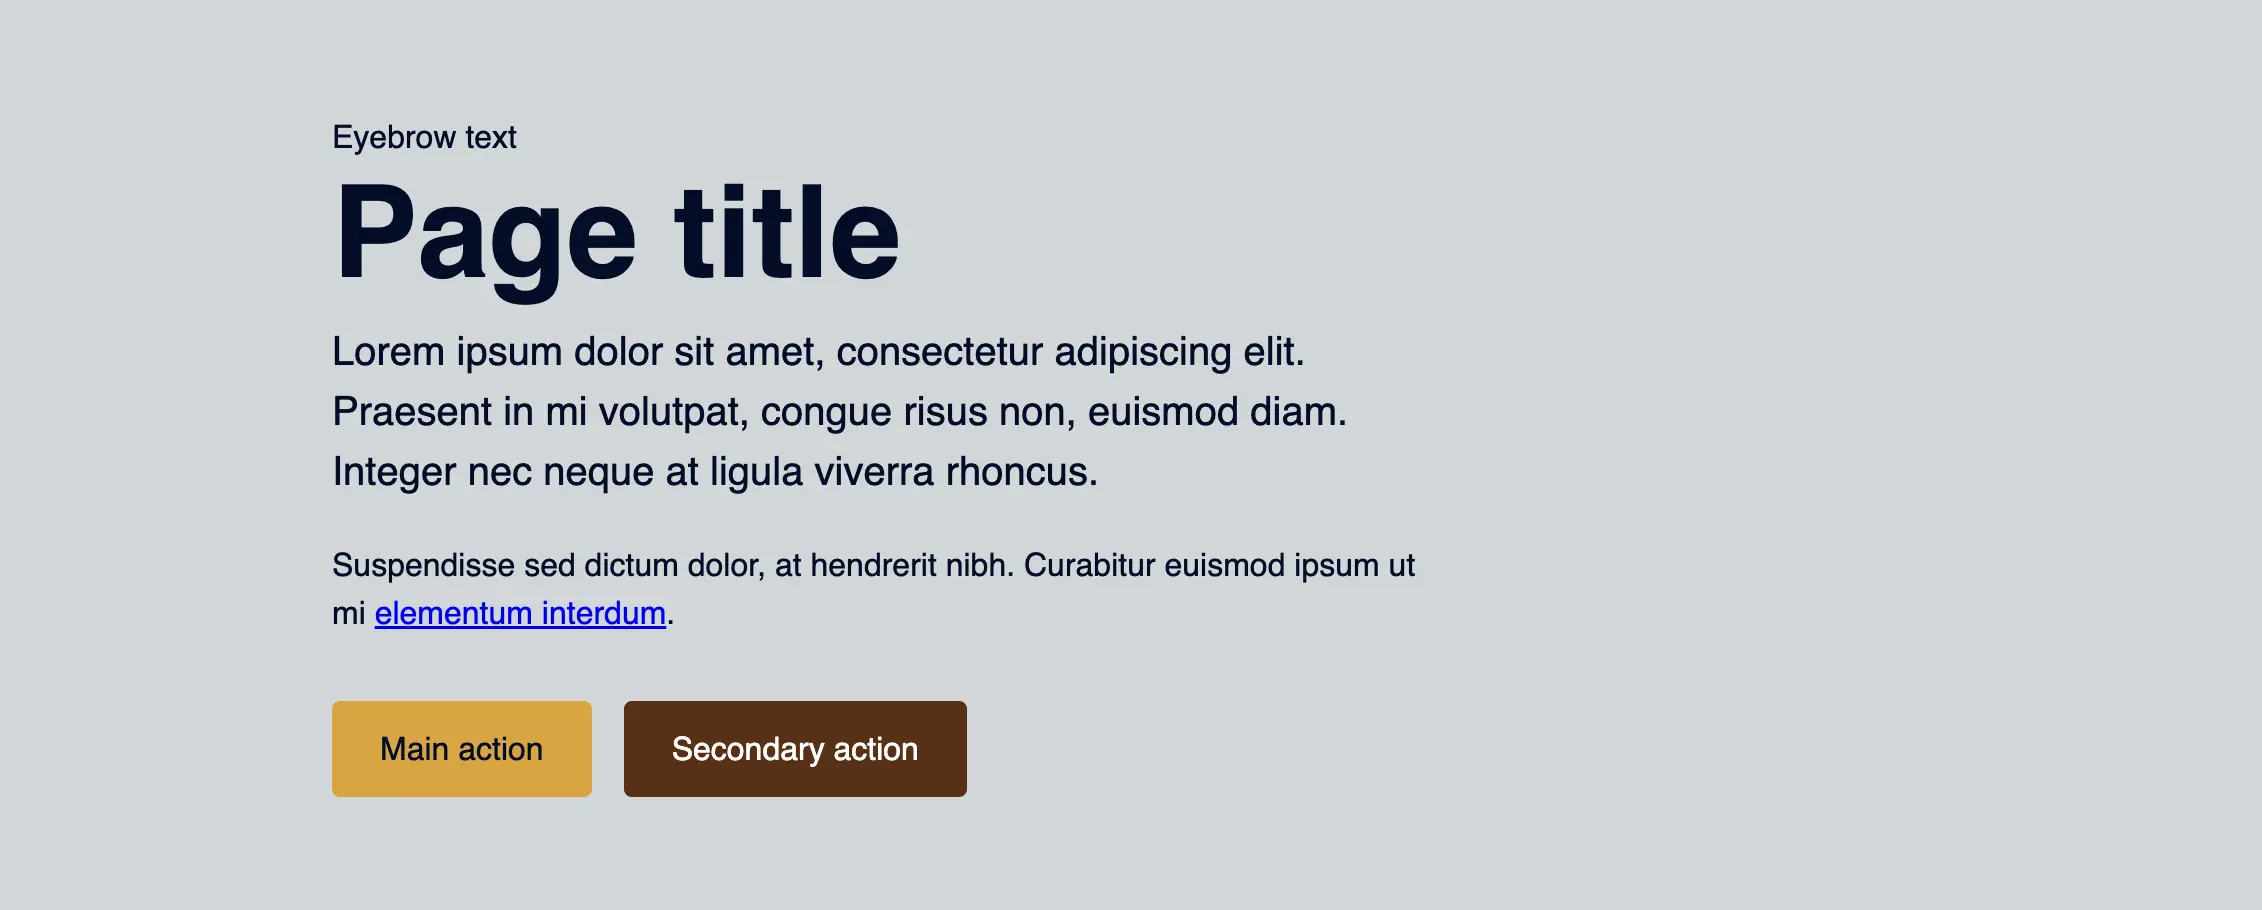 Eyebrow text
Page title
Lorem ipsum dolor sit amet, consectetur adipiscing elit.
Praesent in mi volutpat, congue risus non, euismod diam.
Integer nec neque at ligula viverra rhoncus.
Suspendisse sed dictum dolor, at hendrerit nibh. Curabitur euismod ipsum ut
mi elementum interdum.
Main action
Secondary action